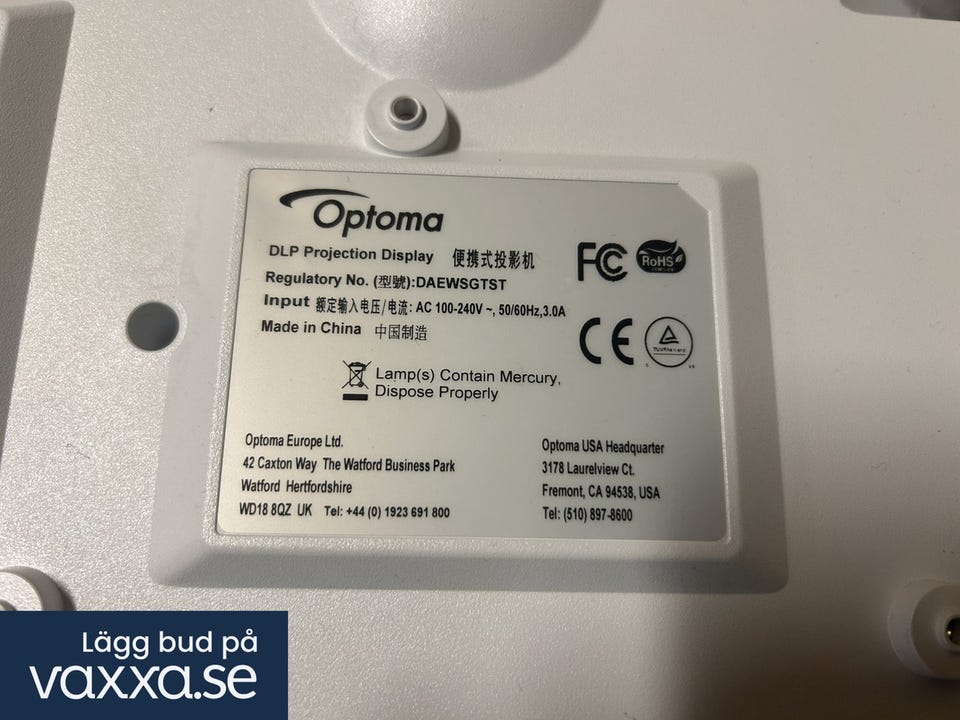 Optoma
DLP Projection Display 便携式投影机
Regulatory No. (型號):DAEWSGTST
Input 额定输入电压/电流: AC 100-240V ~, 50/60Hz,3.0A
Made in China 中国制造
FC
RoHS
COMPLIANT
CE
TÜVRheinland
C US
Lamp(s) Contain Mercury,
Dispose Properly
Optoma Europe Ltd.
42 Caxton Way The Watford Business Park
Watford Hertfordshire
WD18 8QZ UK Tel: +44 (0) 1923 691 800
Optoma USA Headquarter
3178 Laurelview Ct.
Fremont, CA 94538, USA
Tel: (510) 897-8600
Lägg bud på
vaxxa.se